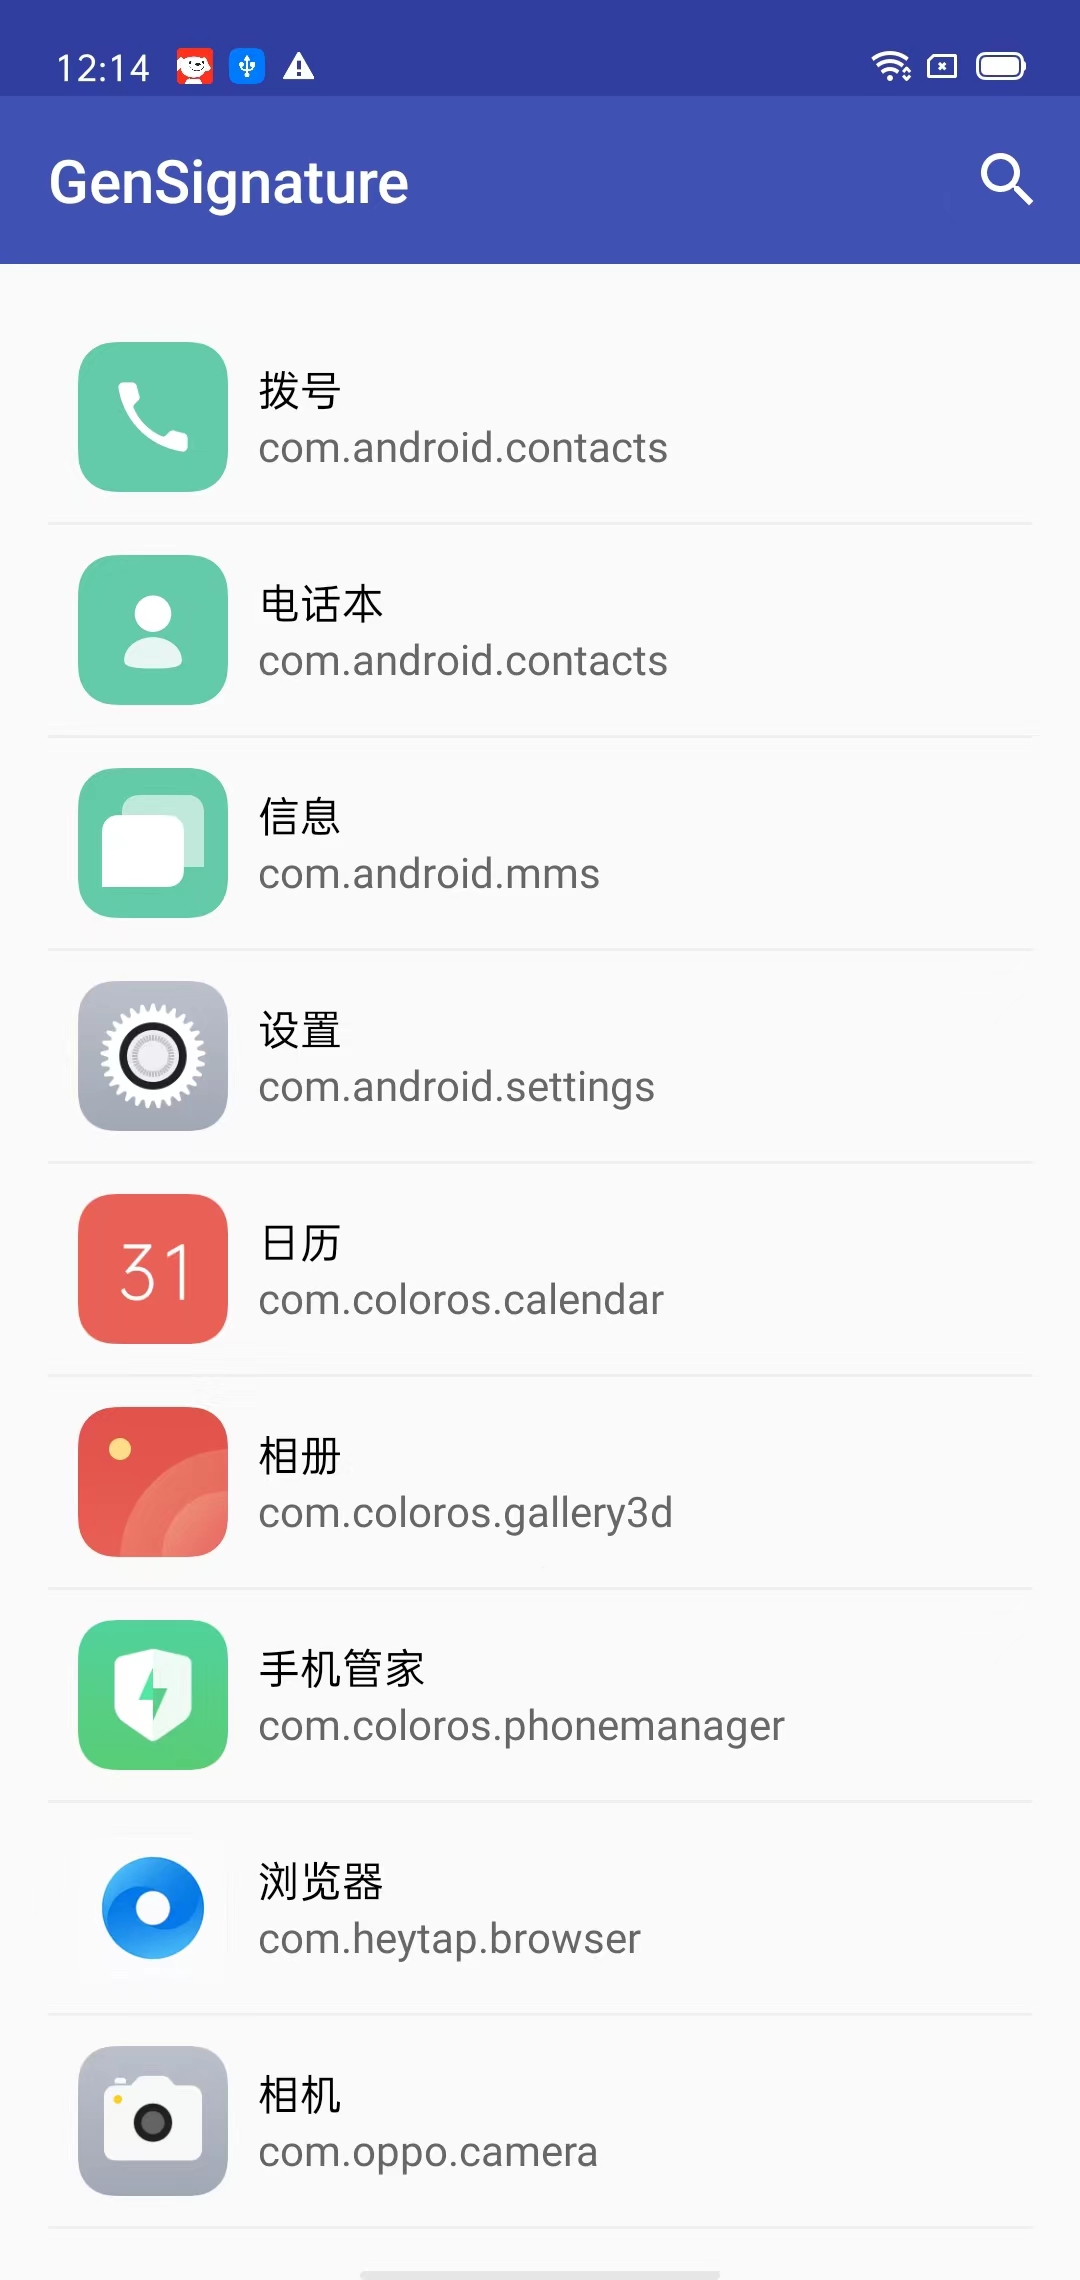 12:14
GenSignature
拨号
com.android.contacts
电话本
com.android.contacts
信息
com.android.mms
设置
com.android.settings
31
日历
com.coloros.calendar
相册
com.coloros.gallery3d
手机管家
com.coloros.phonemanager
浏览器
com.heytap.browser
相机
com.oppo.camera